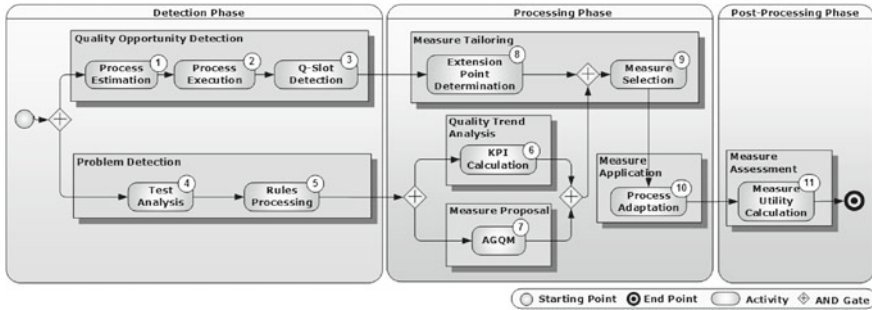 Detection Phase
Processing Phase
Post-Processing Phase
Quality Opportunity Detection
Process
Estimation
1
Process
Execution
2
Q-Slot
Detection
3
Measure Tailoring
Extension
Point
Determination
8
Measure
Selection
9
Problem Detection
Test
Analysis
4
Rules
Processing
5
Quality Trend
Analysis
KPI
Calculation
6
Measure Proposal
AGQM
7
Measure
Application
Process
Adaptation
10
Measure
Assessment
Measure
Utility
Calculation
11
Starting Point
End Point
Activity
AND Gate